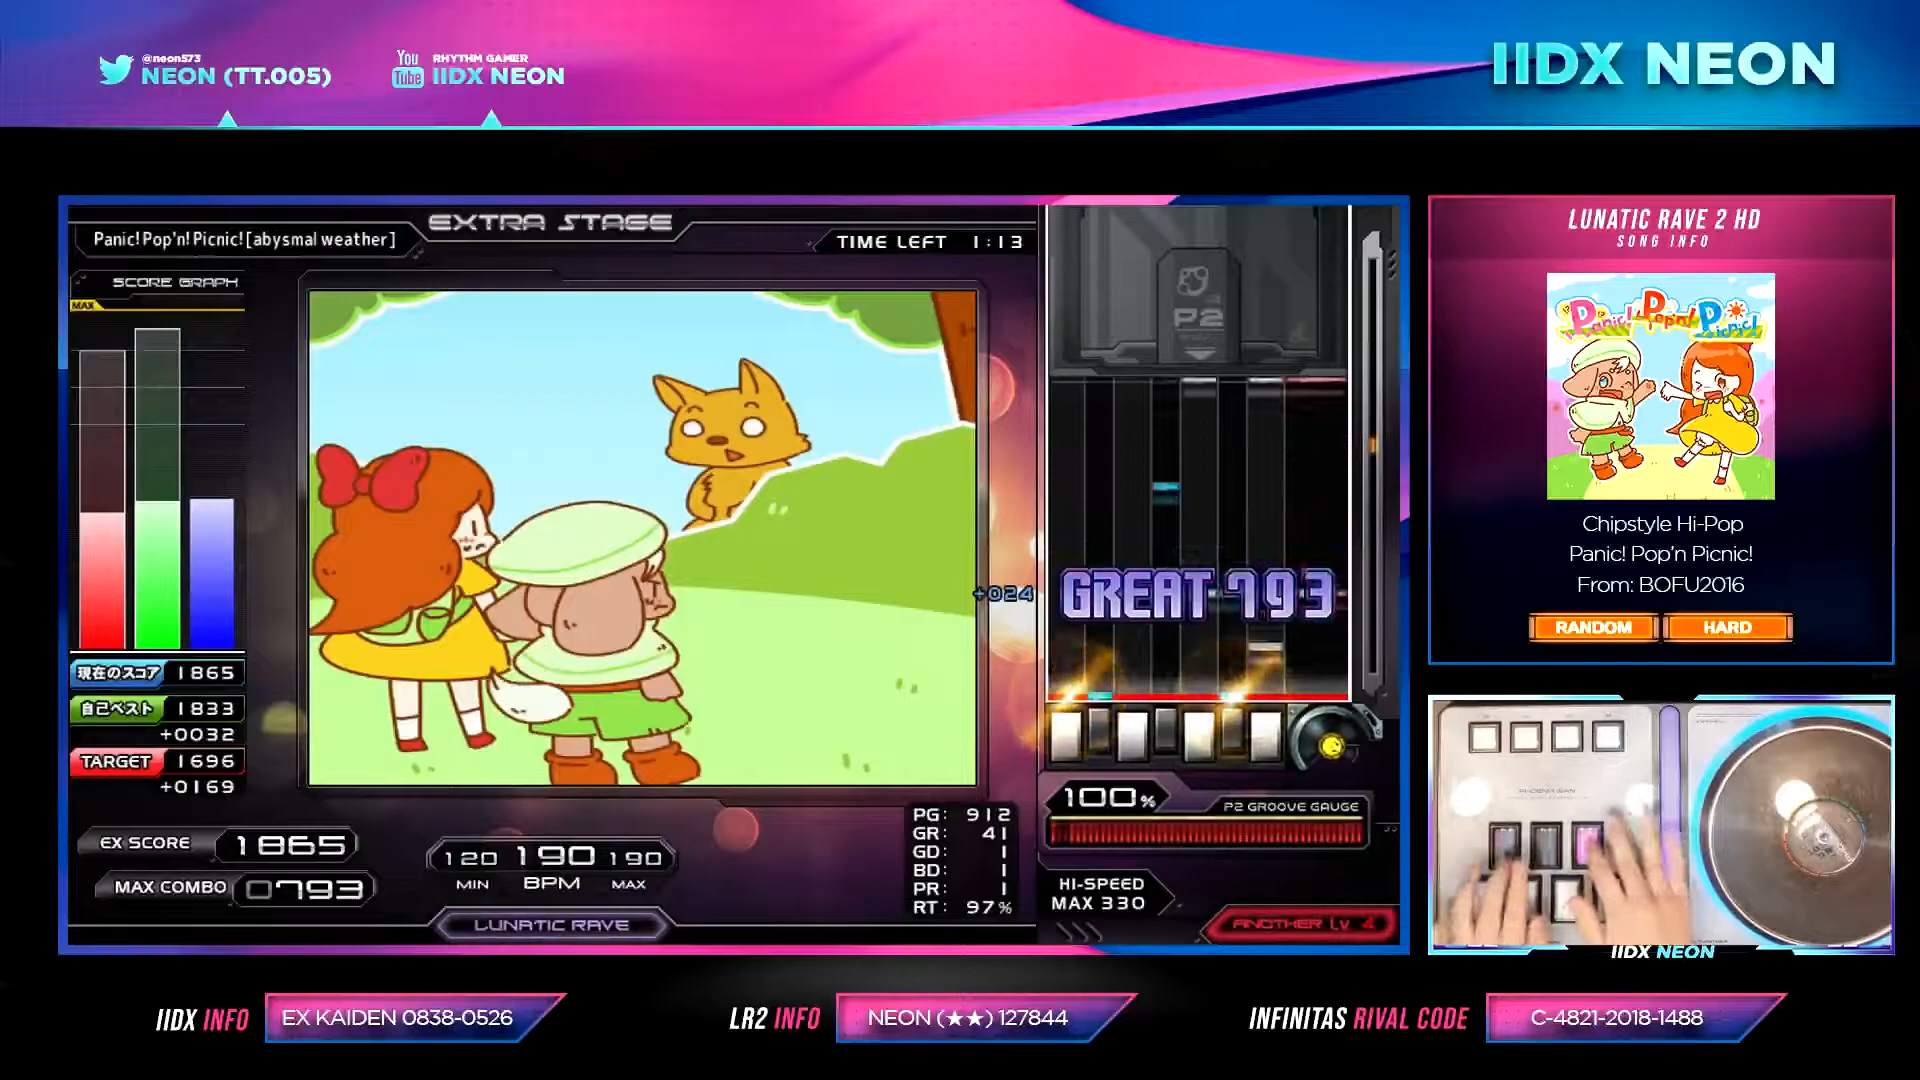 @neon573
NEON (TT.005)
You Tube
RHYTHM GAMER
IIDX NEON
IIDX NEON
EXTRA STAGE
Panic! Pop'n! Picnic! [abysmal weather]
TIME LEFT 1:13
SCORE GRAPH
MAX
現在のスコア 1865
自己ベスト 1833
+0032
TARGET 1696
+0169
EX SCORE 1865
MAX COMBO 0793
120 190 190
MIN BPM MAX
LUNATIC RAVE
PG: 912
GR: 41
GD: 1
BD: 1
PR: 1
RT: 97%
+024
P2
GREAT 793
100%
P2 GROOVE GAUGE
HI-SPEED
MAX 330
ANOTHER Lv 4
LUNATIC RAVE 2 HD
SONG INFO
Panic! Pop'n! Picnic!
Chipstyle Hi-Pop
Panic! Pop'n Picnic!
From: BOFU2016
RANDOM
HARD
IIDX NEON
IIDX INFO
EX KAIDEN 0838-0526
LR2 INFO
NEON (★★) 127844
INFINITAS RIVAL CODE
C-4821-2018-1488